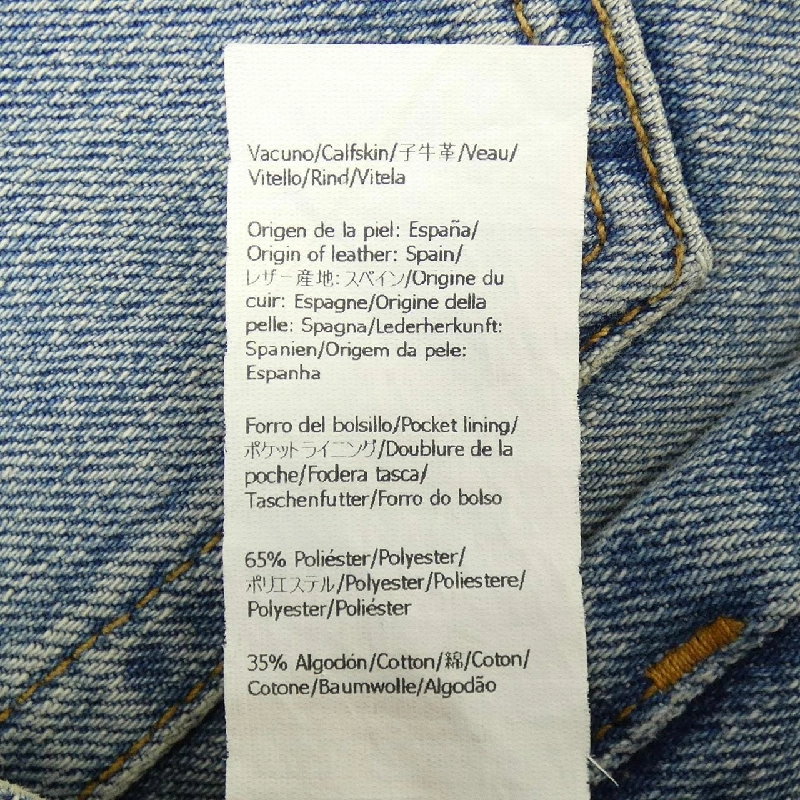 Vacuno/Calfskin/子牛革/Veau/
Vitello/Rind/Vitela
Origen de la piel: España/
Origin of leather: Spain/
レザー産地: スペイン/Origine du
cuir: Espagne/Origine della
pelle: Spagna/Lederherkunft:
Spanien/Origem da pele:
Espanha
Forro del bolsillo/Pocket lining/
ポケットライニング/Doublure de la
poche/Fodera tasca/
Taschenfutter/Forro do bolso
65% Poliéster/Polyester/
ポリエステル/Polyester/Poliestere/
Polyester/Poliéster
35% Algodón/Cotton/綿/Coton/
Cotone/Baumwolle/Algodão